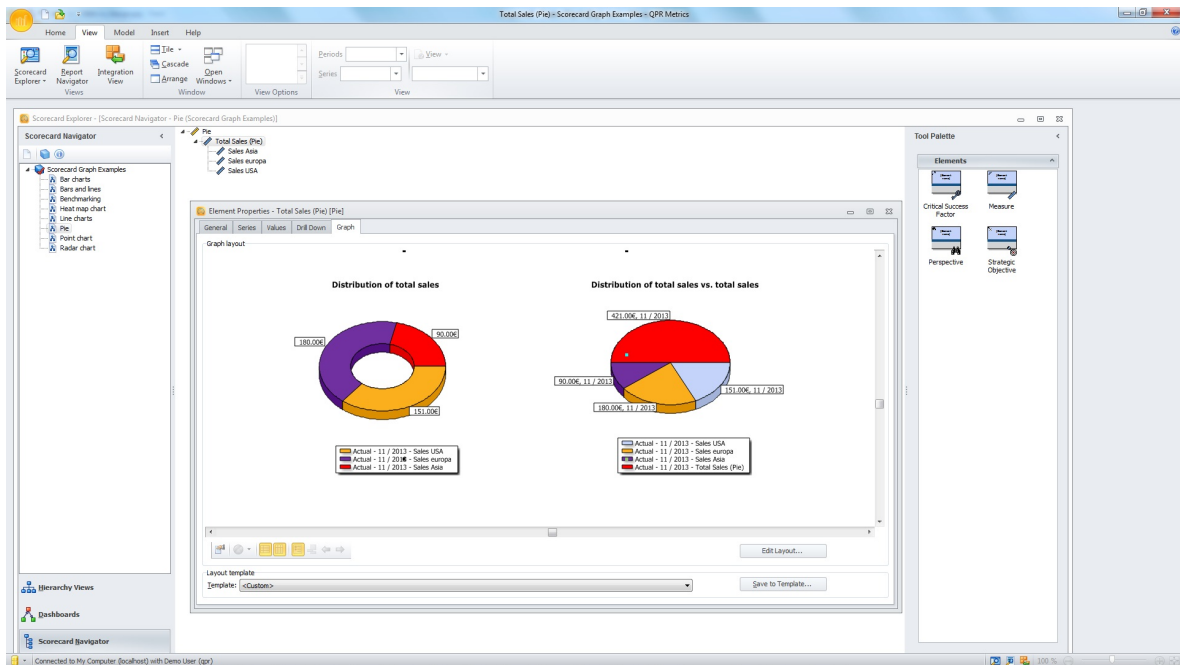 Total Sales (Pie) - Scorecard Graph Examples - QPR Metrics
Home View Model Insert Help
Scorecard Explorer
Report Navigator
Integration View
Views
Tile
Cascade
Arrange
Open Windows
Window
View Options
Periods
Series
View
View
Scorecard Explorer - [Scorecard Navigator - Pie (Scorecard Graph Examples)]
Scorecard Navigator
Scorecard Graph Examples
Bar charts
Bars and lines
Benchmarking
Heat map chart
Line charts
Pie
Point chart
Radar chart
Hierarchy Views
Dashboards
Scorecard Navigator
Pie
Total Sales (Pie)
Sales Asia
Sales europa
Sales USA
Element Properties - Total Sales (Pie) [Pie]
General Series Values Drill Down Graph
Graph layout
Distribution of total sales
180.00€
90.00€
151.00€
Actual - 11 / 2013 - Sales USA
Actual - 11 / 2013 - Sales europa
Actual - 11 / 2013 - Sales Asia
Distribution of total sales vs. total sales
421.00€, 11 / 2013
90.00€, 11 / 2013
151.00€, 11 / 2013
180.00€, 11 / 2013
Actual - 11 / 2013 - Sales USA
Actual - 11 / 2013 - Sales europa
Actual - 11 / 2013 - Sales Asia
Actual - 11 / 2013 - Total Sales (Pie)
Edit Layout...
Layout template
Template: <Custom>
Save to Template...
Tool Palette
Elements
Critical Success Factor
Measure
Perspective
Strategic Objective
Connected to My Computer (localhost) with Demo User (qpr)
100 %